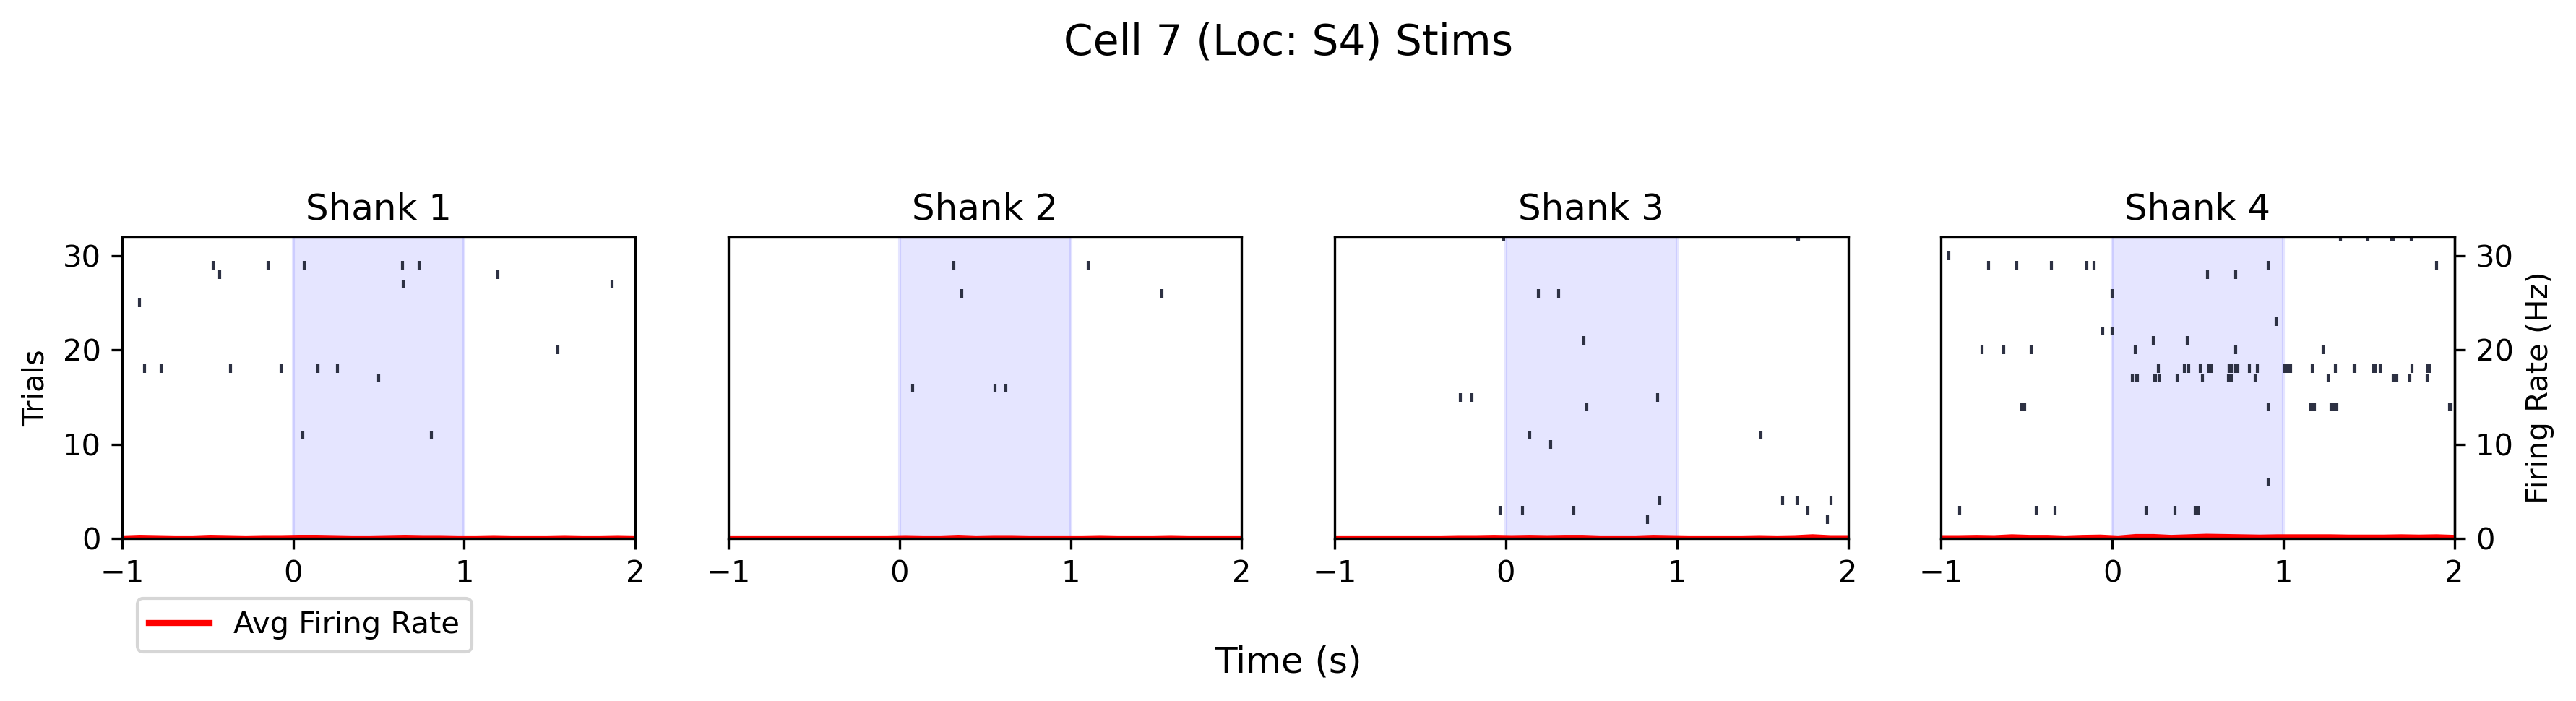 Cell 7 (Loc: S4) Stims
Shank 1
Shank 2
Shank 3
Shank 4
Trials
30
20
10
0
−1 0 1 2
−1 0 1 2
−1 0 1 2
−1 0 1 2
30
20
10
0
Firing Rate (Hz)
Avg Firing Rate
Time (s)